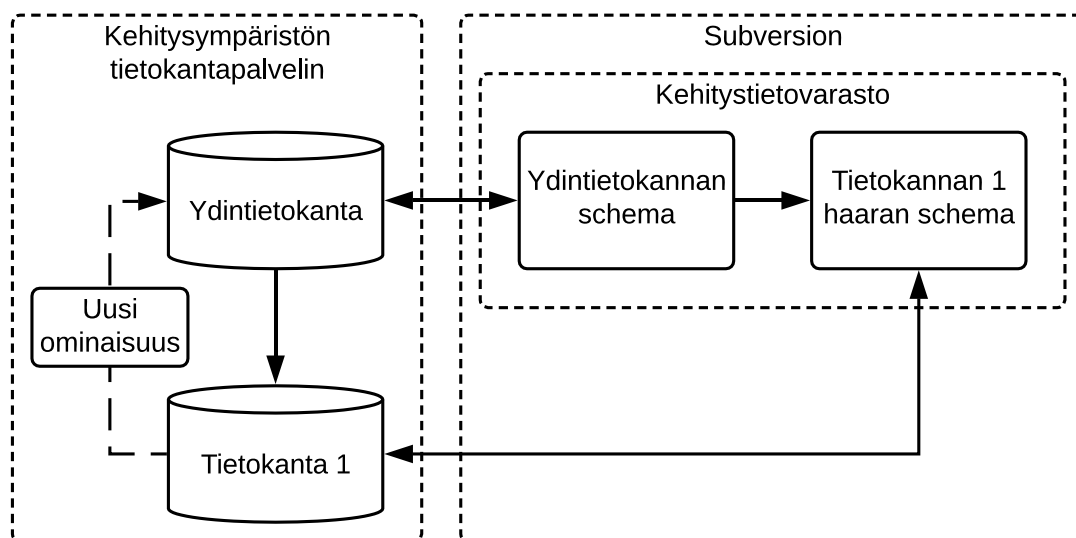 Kehitysympäristön
tietokantapalvelin
Ydintietokanta
Uusi
ominaisuus
Tietokanta 1
Subversion
Kehitystietovarasto
Ydintietokannan
schema
Tietokannan 1
haaran schema